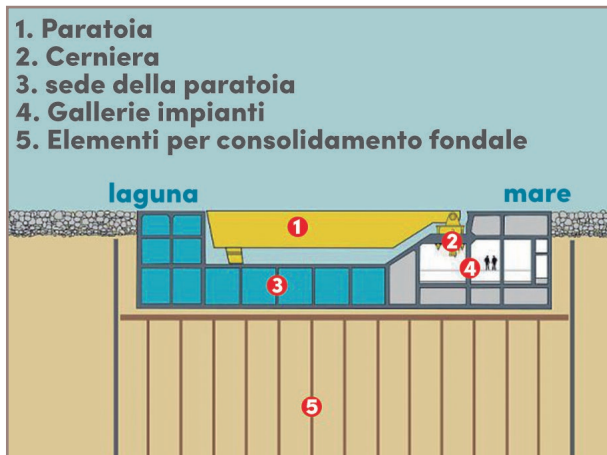 1. Paratoia
2. Cerniera
3. sede della paratoia
4. Gallerie impianti
5. Elementi per consolidamento fondale
laguna
mare
1
2
4
3
5